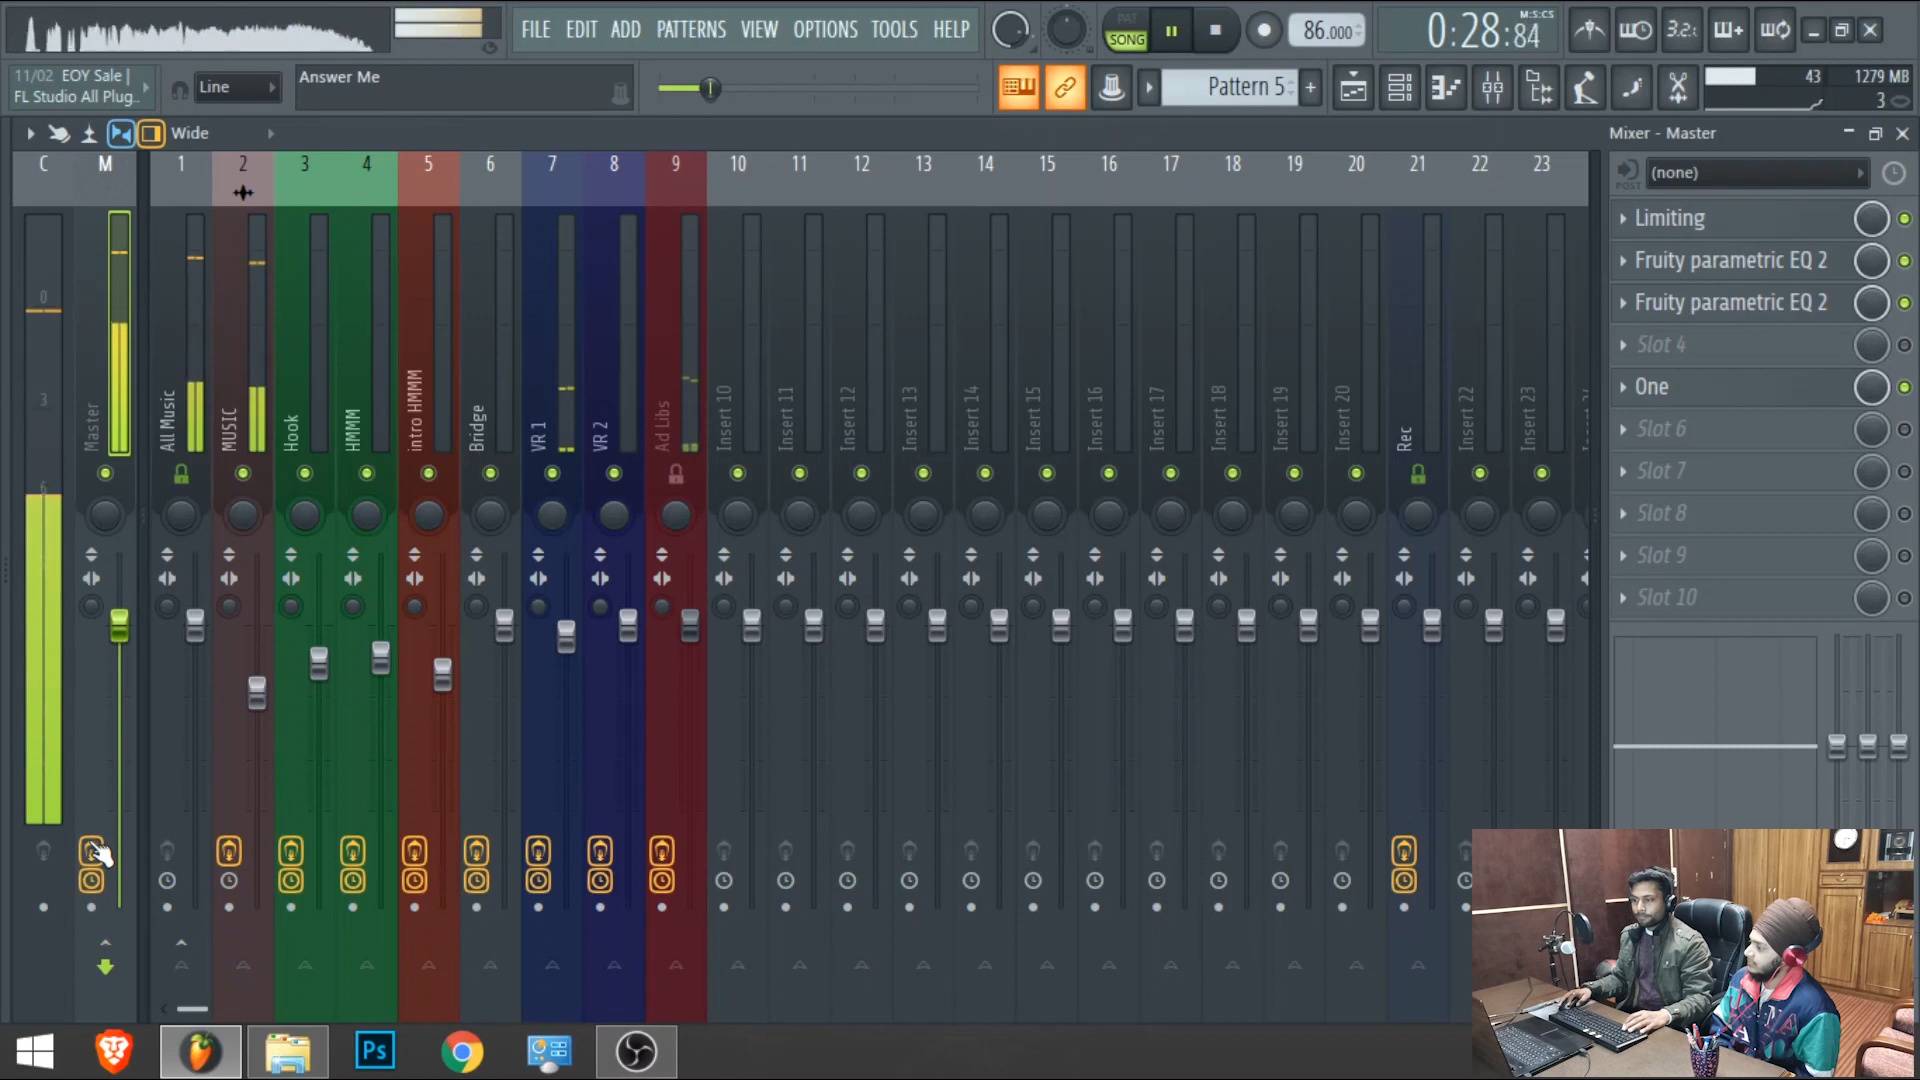 FILE EDIT ADD PATTERNS VIEW OPTIONS TOOLS HELP
PAT
SONG
86.000
0:28:84
M:S:CS
3.2
11/02 EOY Sale |
FL Studio All Plug..
Line
Answer Me
Pattern 5
43
1279 MB
3
Wide
Mixer - Master
C M 1 2 3 4 5 6 7 8 9 10 11 12 13 14 15 16 17 18 19 20 21 22 23
POST
(none)
Limiting
Fruity parametric EQ 2
Fruity parametric EQ 2
Slot 4
One
Slot 6
Slot 7
Slot 8
Slot 9
Slot 10
0
3
6
Master
All Music
MUSIC
Hook
HMMM
intro HMMM
Bridge
VR 1
VR 2
Ad Libs
Insert 10
Insert 11
Insert 12
Insert 13
Insert 14
Insert 15
Insert 16
Insert 17
Insert 18
Insert 19
Insert 20
Rec
Insert 22
Insert 23
Ps